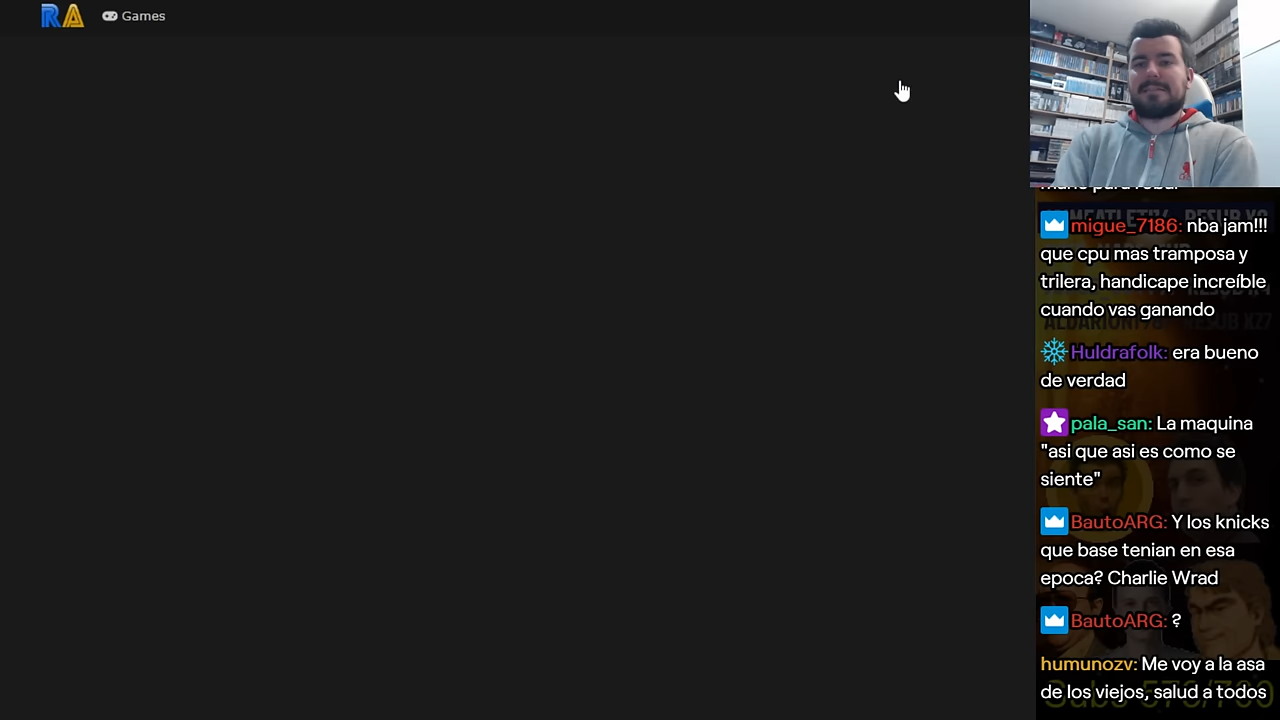 RA Games
migue_7186: nba jam!!!
que cpu mas tramposa y
trilera, handicape increíble
cuando vas ganando
Huldrafolk: era bueno
de verdad
pala_san: La maquina
"asi que asi es como se
siente"
BautoARG: Y los knicks
que base tenian en esa
epoca? Charlie Wrad
BautoARG: ?
humunozv: Me voy a la asa
de los viejos, salud a todos